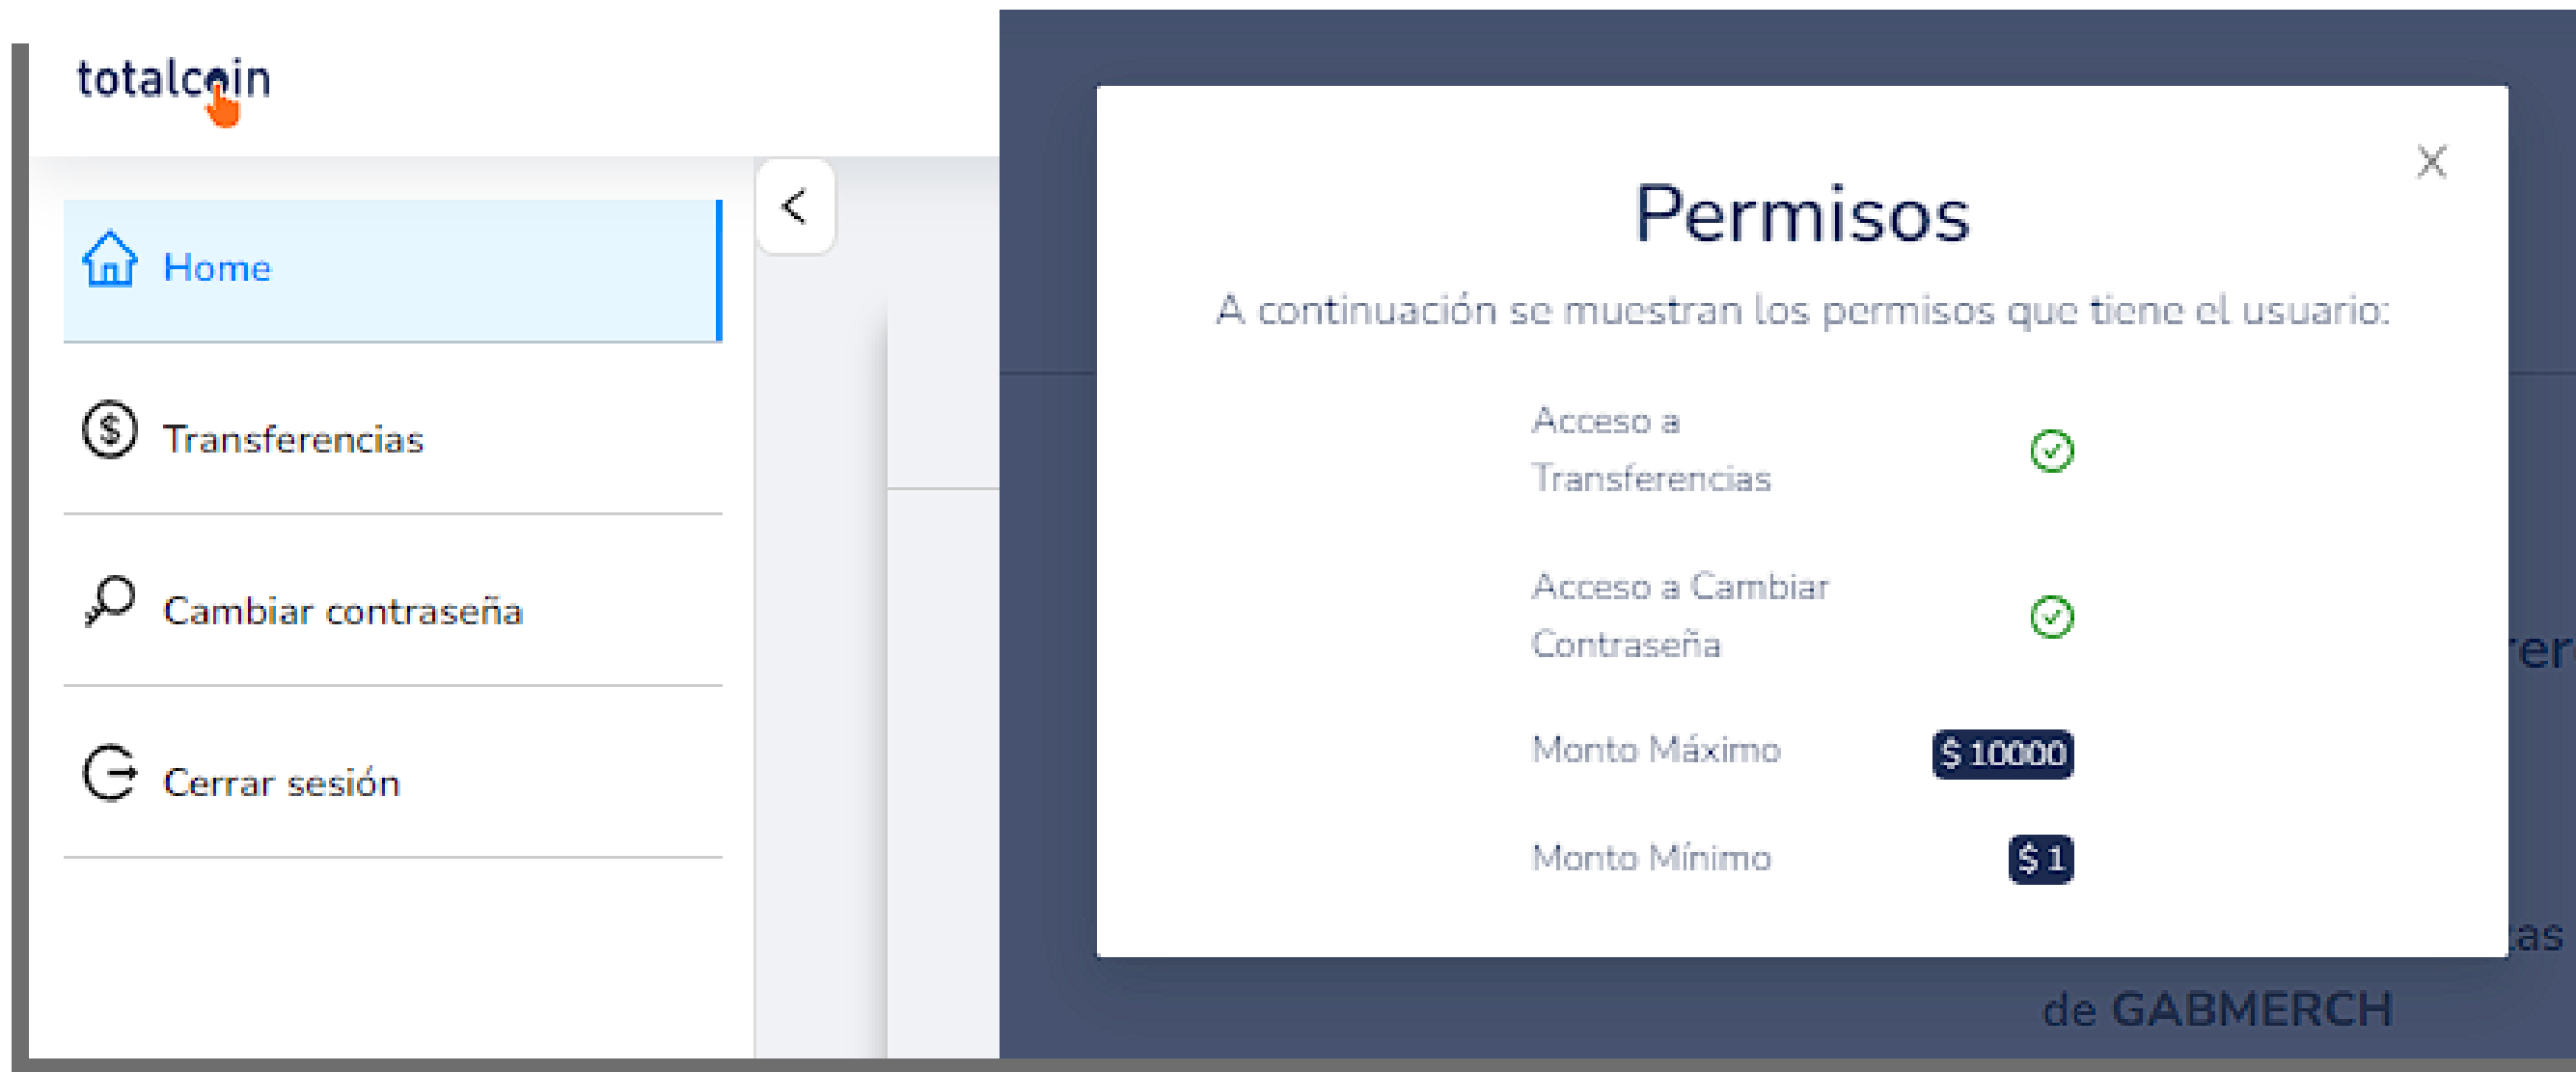 totalcoin
Home
Transferencias
Cambiar contraseña
Cerrar sesión
Permisos
A continuación se muestran los permisos que tiene el usuario:
Acceso a
Transferencias
Acceso a Cambiar
Contraseña
Monto Máximo
$ 10000
Monto Mínimo
$ 1
de GABMERCH